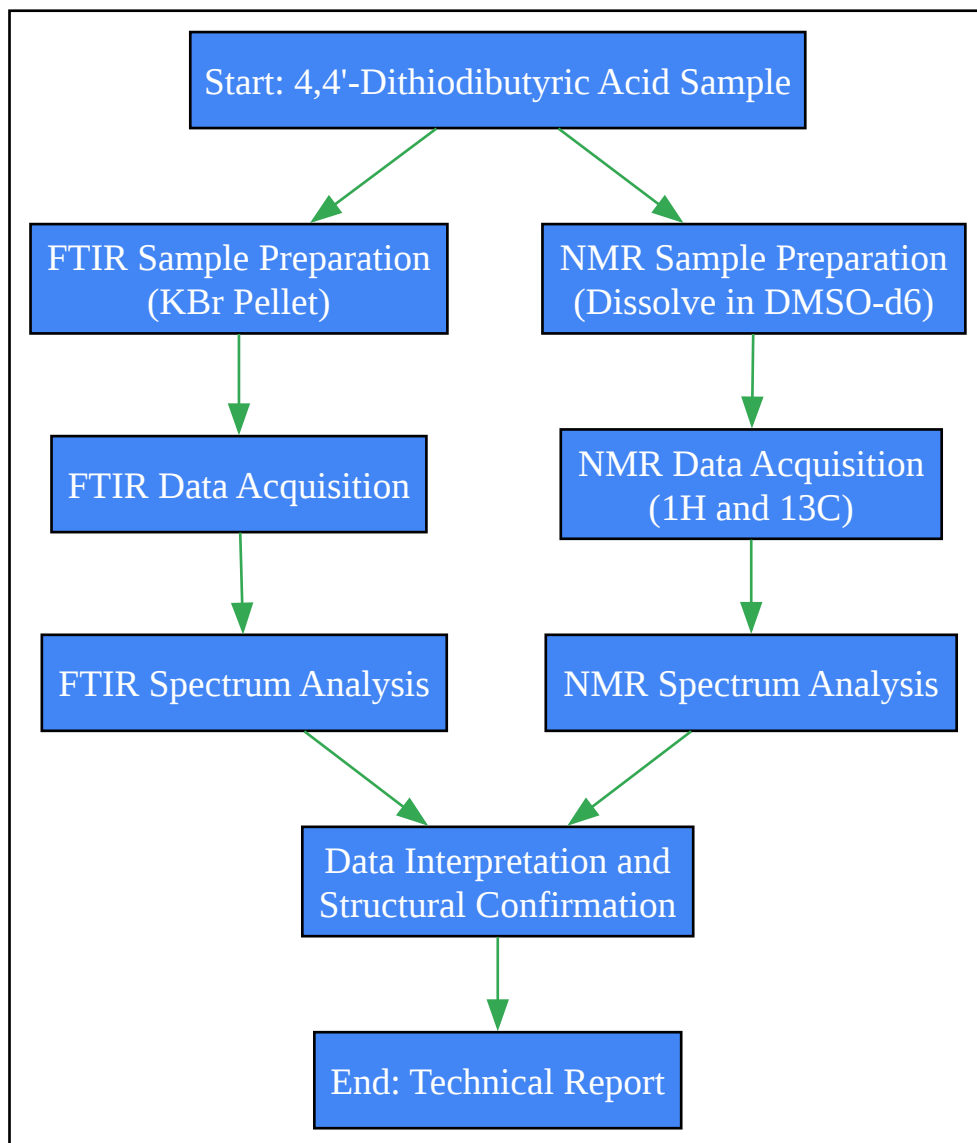 Start: 4,4'-Dithiodibutyric Acid Sample
FTIR Sample Preparation
(KBr Pellet)
NMR Sample Preparation
(Dissolve in DMSO-d6)
FTIR Data Acquisition
NMR Data Acquisition
(1H and 13C)
FTIR Spectrum Analysis
NMR Spectrum Analysis
Data Interpretation and
Structural Confirmation
End: Technical Report